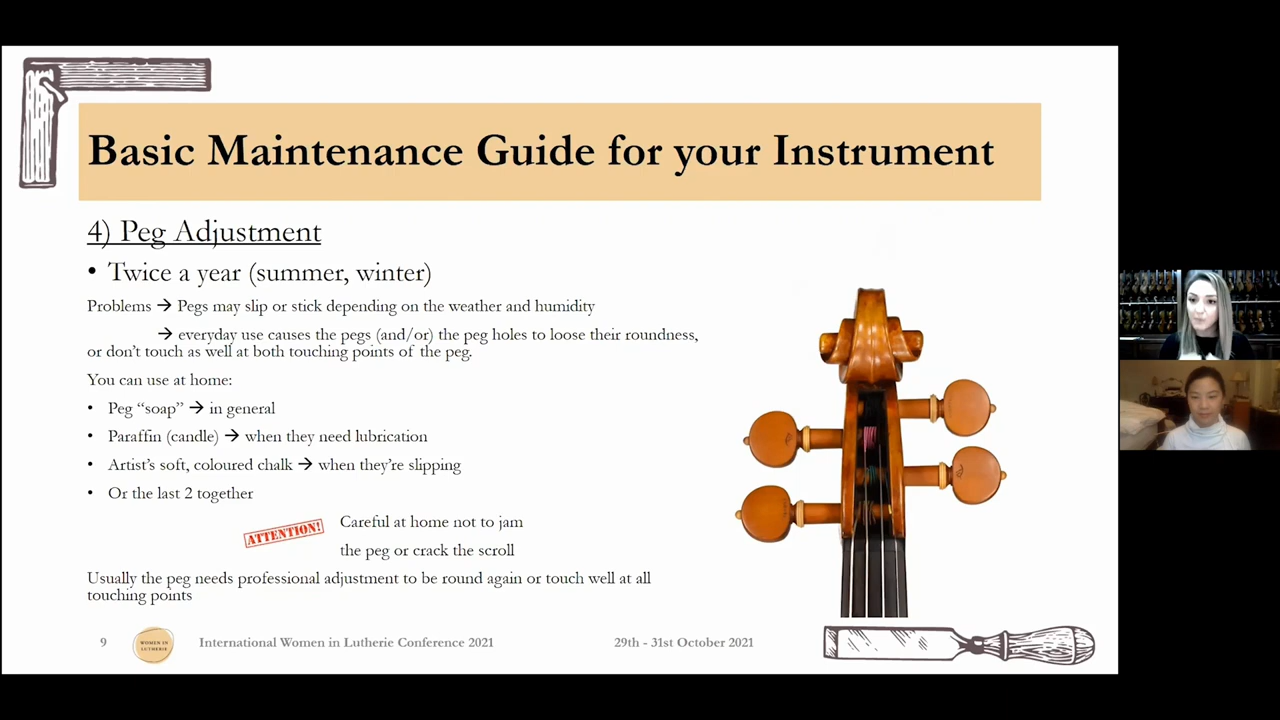 Basic Maintenance Guide for your Instrument
4) Peg Adjustment
• Twice a year (summer, winter)
Problems → Pegs may slip or stick depending on the weather and humidity
→ everyday use causes the pegs (and/or) the peg holes to loose their roundness,
or don't touch as well at both touching points of the peg.
You can use at home:
• Peg “soap” → in general
• Paraffin (candle) → when they need lubrication
• Artist's soft, coloured chalk → when they're slipping
• Or the last 2 together
ATTENTION!
Careful at home not to jam
the peg or crack the scroll
Usually the peg needs professional adjustment to be round again or touch well at all
touching points
9
WOMEN IN
LUTHERIE
International Women in Lutherie Conference 2021
29th - 31st October 2021